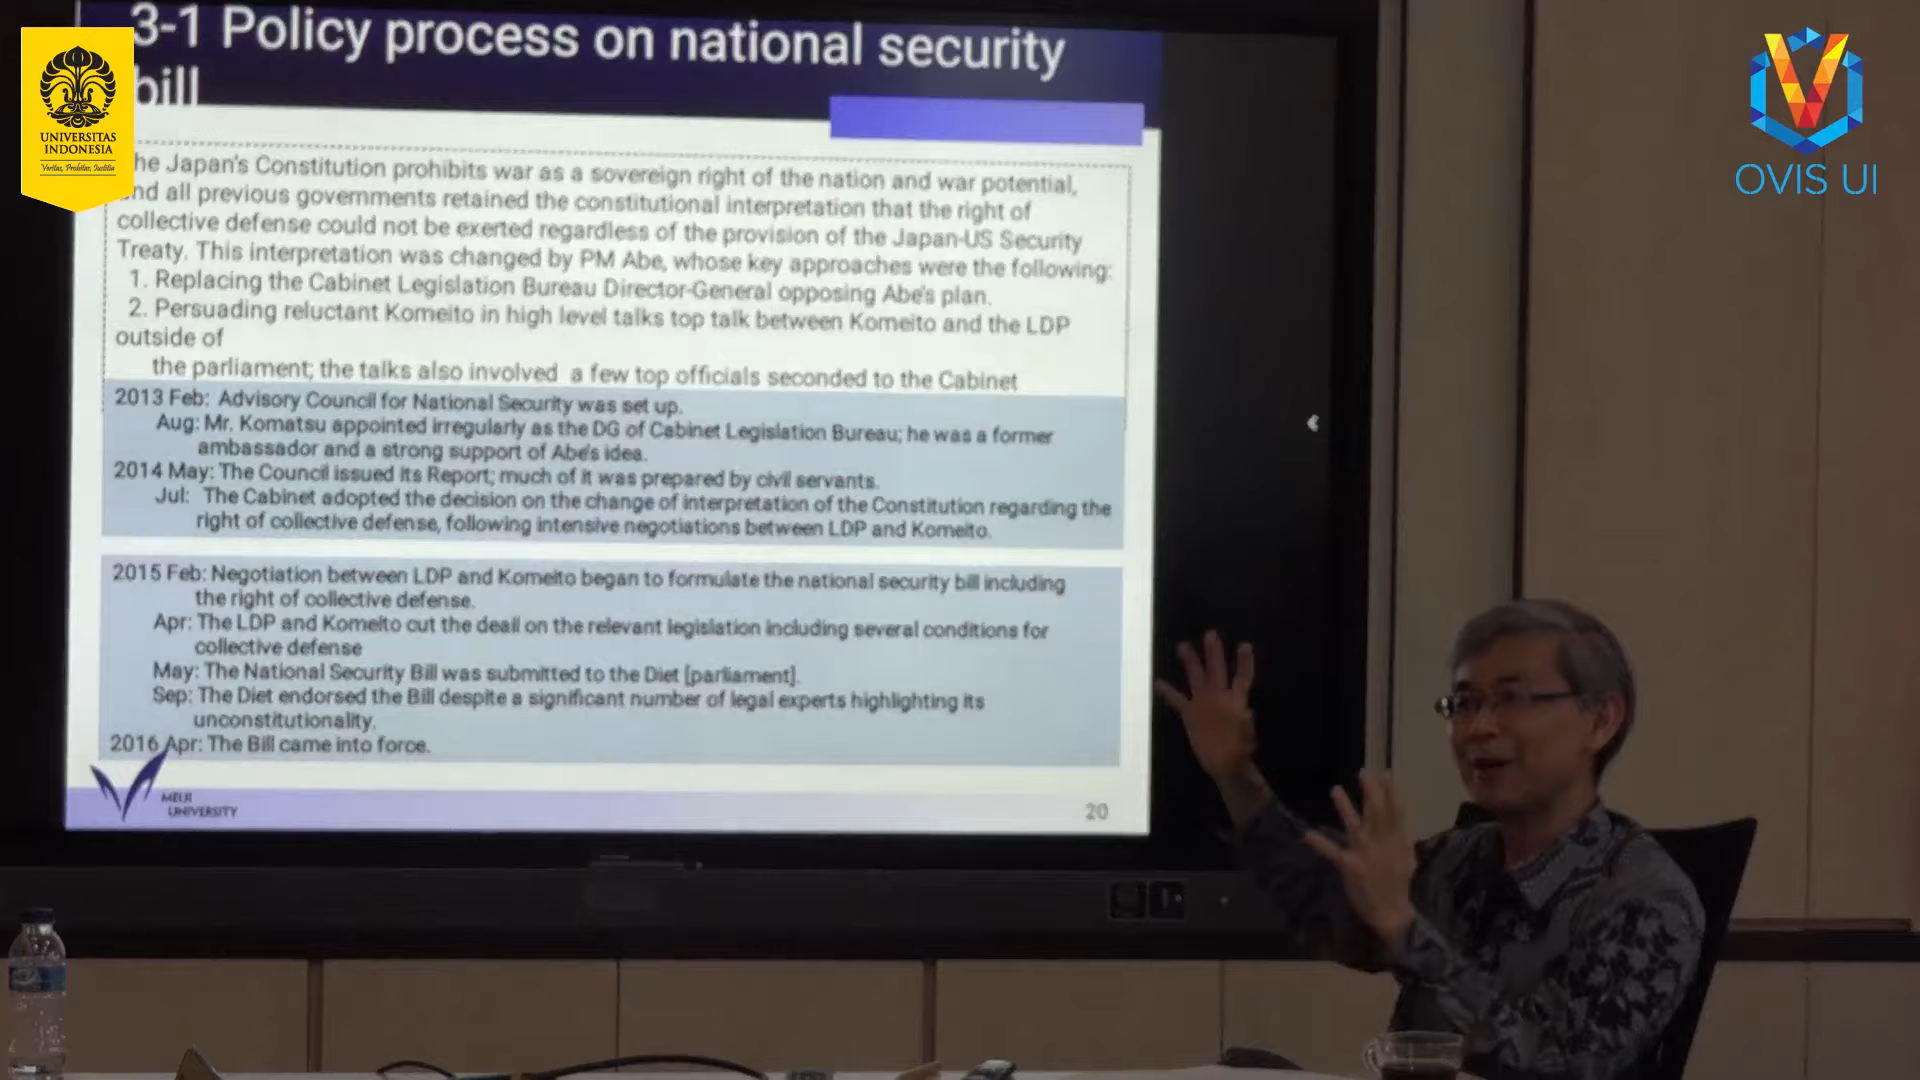 3-1 Policy process on national security
bill
UNIVERSITAS
INDONESIA
Veritas, Probitas, Iustitia
OVIS UI
he Japan's Constitution prohibits war as a sovereign right of the nation and war potential,
nd all previous governments retained the constitutional interpretation that the right of
collective defense could not be exerted regardless of the provision of the Japan-US Security
Treaty. This interpretation was changed by PM Abe, whose key approaches were the following:
1. Replacing the Cabinet Legislation Bureau Director-General opposing Abe's plan.
2. Persuading reluctant Komeito in high level talks top talk between Komeito and the LDP
outside of
the parliament; the talks also involved a few top officials seconded to the Cabinet
2013 Feb: Advisory Council for National Security was set up.
Aug: Mr. Komatsu appointed irregularly as the DG of Cabinet Legislation Bureau; he was a former
ambassador and a strong support of Abe's idea.
2014 May: The Council issued its Report; much of it was prepared by civil servants.
Jul: The Cabinet adopted the decision on the change of interpretation of the Constitution regarding the
right of collective defense, following intensive negotiations between LDP and Komeito.
2015 Feb: Negotiation between LDP and Komeito began to formulate the national security bill including
the right of collective defense.
Apr: The LDP and Komeito cut the deall on the relevant legislation including several conditions for
collective defense
May: The National Security Bill was submitted to the Diet [parliament].
Sep: The Diet endorsed the Bill despite a significant number of legal experts highlighting its
unconstitutionality.
2016 Apr: The Bill came into force.
MEIJI
UNIVERSITY
20